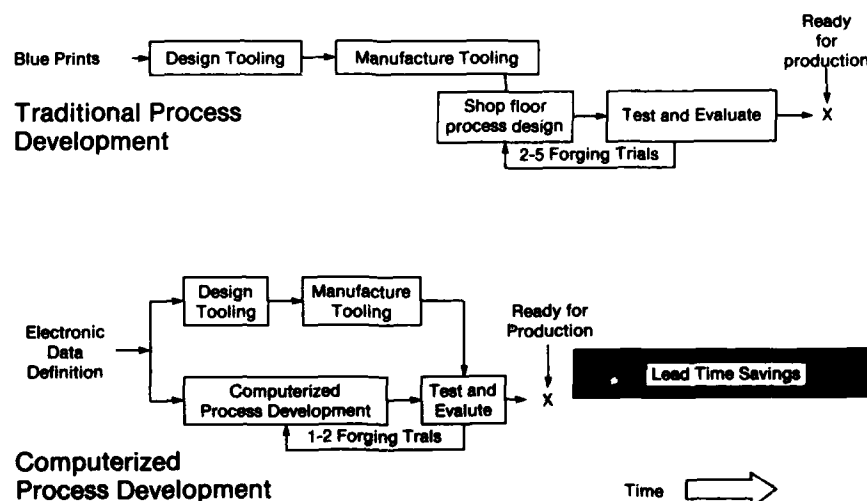 Ready
for
production
Blue Prints
Design Tooling
Manufacture Tooling
Traditional Process
Development
Shop floor
process design
Test and Evaluate
X
2-5 Forging Trials
Electronic
Data
Definition
Design
Tooling
Manufacture
Tooling
Ready for
Production
Lead Time Savings
Computerized
Process Development
Test and
Evalute
X
1-2 Forging Trals
Computerized
Process Development
Time